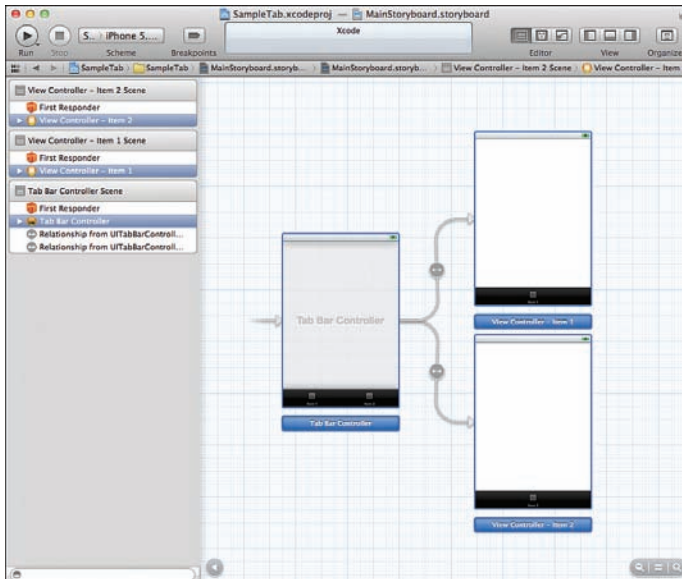 SampleTab.xcodeproj — MainStoryboard.storyboard
S... iPhone 5....
Xcode
Run Stop Scheme Breakpoints Editor View Organize
SampleTab SampleTab MainStoryboard.storyb... MainStoryboard.storyb... View Controller – Item 2 Scene View Controller – Item
View Controller – Item 2 Scene
First Responder
View Controller – Item 2
View Controller – Item 1 Scene
First Responder
View Controller – Item 1
Tab Bar Controller Scene
First Responder
Tab Bar Controller
Relationship from UITabBarControll...
Relationship from UITabBarControll...
Tab Bar Controller
Tab Bar Controller
View Controller – Item 1
View Controller – Item 2